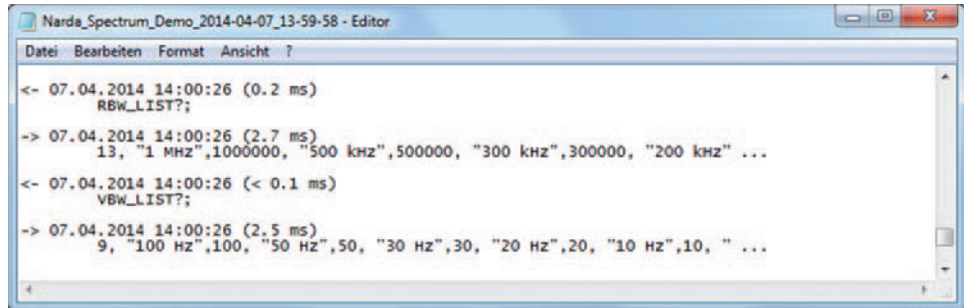 Narda_Spectrum_Demo_2014-04-07_13-59-58 - Editor
Datei Bearbeiten Format Ansicht ?
<- 07.04.2014 14:00:26 (0.2 ms)
RBW_LIST?;
-> 07.04.2014 14:00:26 (2.7 ms)
13, "1 MHz",1000000, "500 kHz",500000, "300 kHz",300000, "200 kHz" ...
<- 07.04.2014 14:00:26 (< 0.1 ms)
VBW_LIST?;
-> 07.04.2014 14:00:26 (2.5 ms)
9, "100 Hz",100, "50 Hz",50, "30 Hz",30, "20 Hz",20, "10 Hz",10, " ...